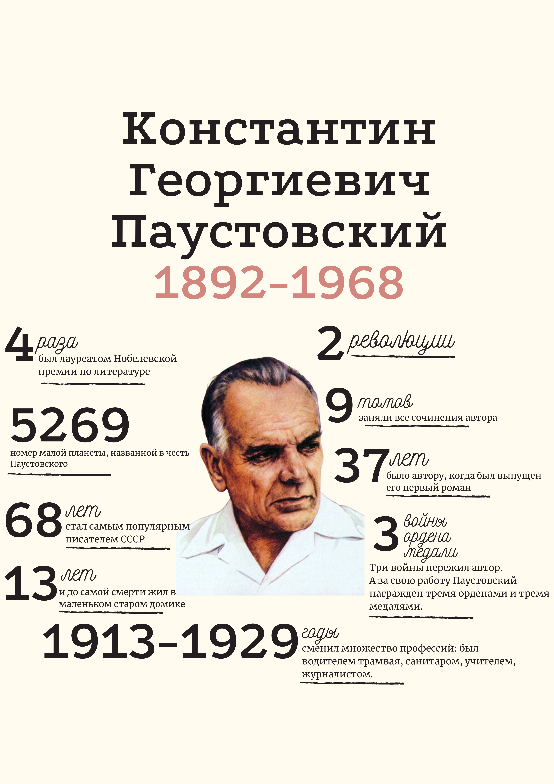 Константин
Георгиевич
Паустовский
1892–1968
4 раза
был лауреатом Нобелевской
премии по литературе
5269
номер малой планеты, названной в честь
Паустовского
68 лет
стал самым популярным
писателем СССР
13 лет
и до самой смерти жил в
маленьком старом домике
2 революции
9 томов
заняли все сочинения автора
37 лет
было автору, когда был выпущен
его первый роман
3 войны
ордена
медали
Три войны пережил автор.
А за свою работу Паустовский
награжден тремя орденами и тремя
медалями.
1913–1929 годы
сменил множество профессий: был
водителем трамвая, санитаром, учителем,
журналистом.